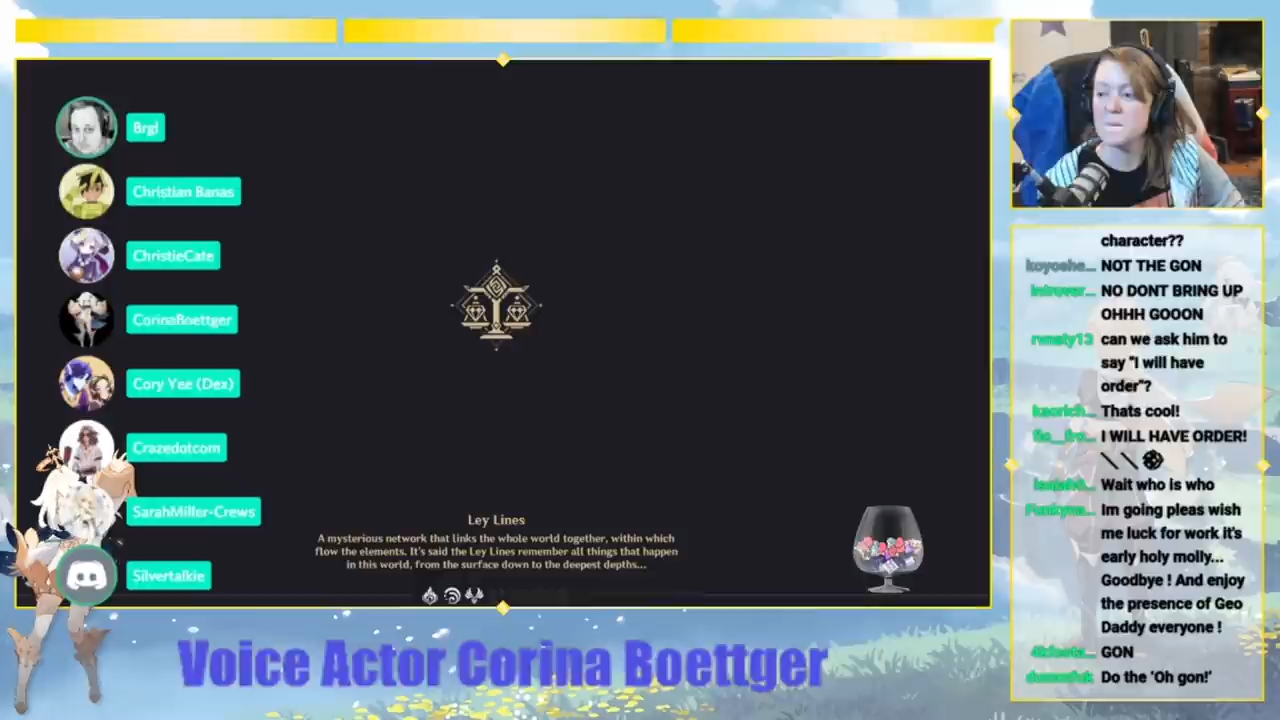 Brgl
Christian Banas
ChristieCate
CorinaBoettger
Cory Yee (Dex)
Crazedotcom
SarahMiller-Crews
Silvertalkie
Ley Lines
A mysterious network that links the whole world together, within which
flow the elements. It's said the Ley Lines remember all things that happen
in this world, from the surface down to the deepest depths...
Voice Actor Corina Boettger
character??
NOT THE GON
NO DONT BRING UP
OHHH GOOON
can we ask him to
say "I will have
order"?
Thats cool!
I WILL HAVE ORDER!
Wait who is who
Im going pleas wish
me luck for work it's
early holy molly...
Goodbye ! And enjoy
the presence of Geo
Daddy everyone !
GON
Do the 'Oh gon!'